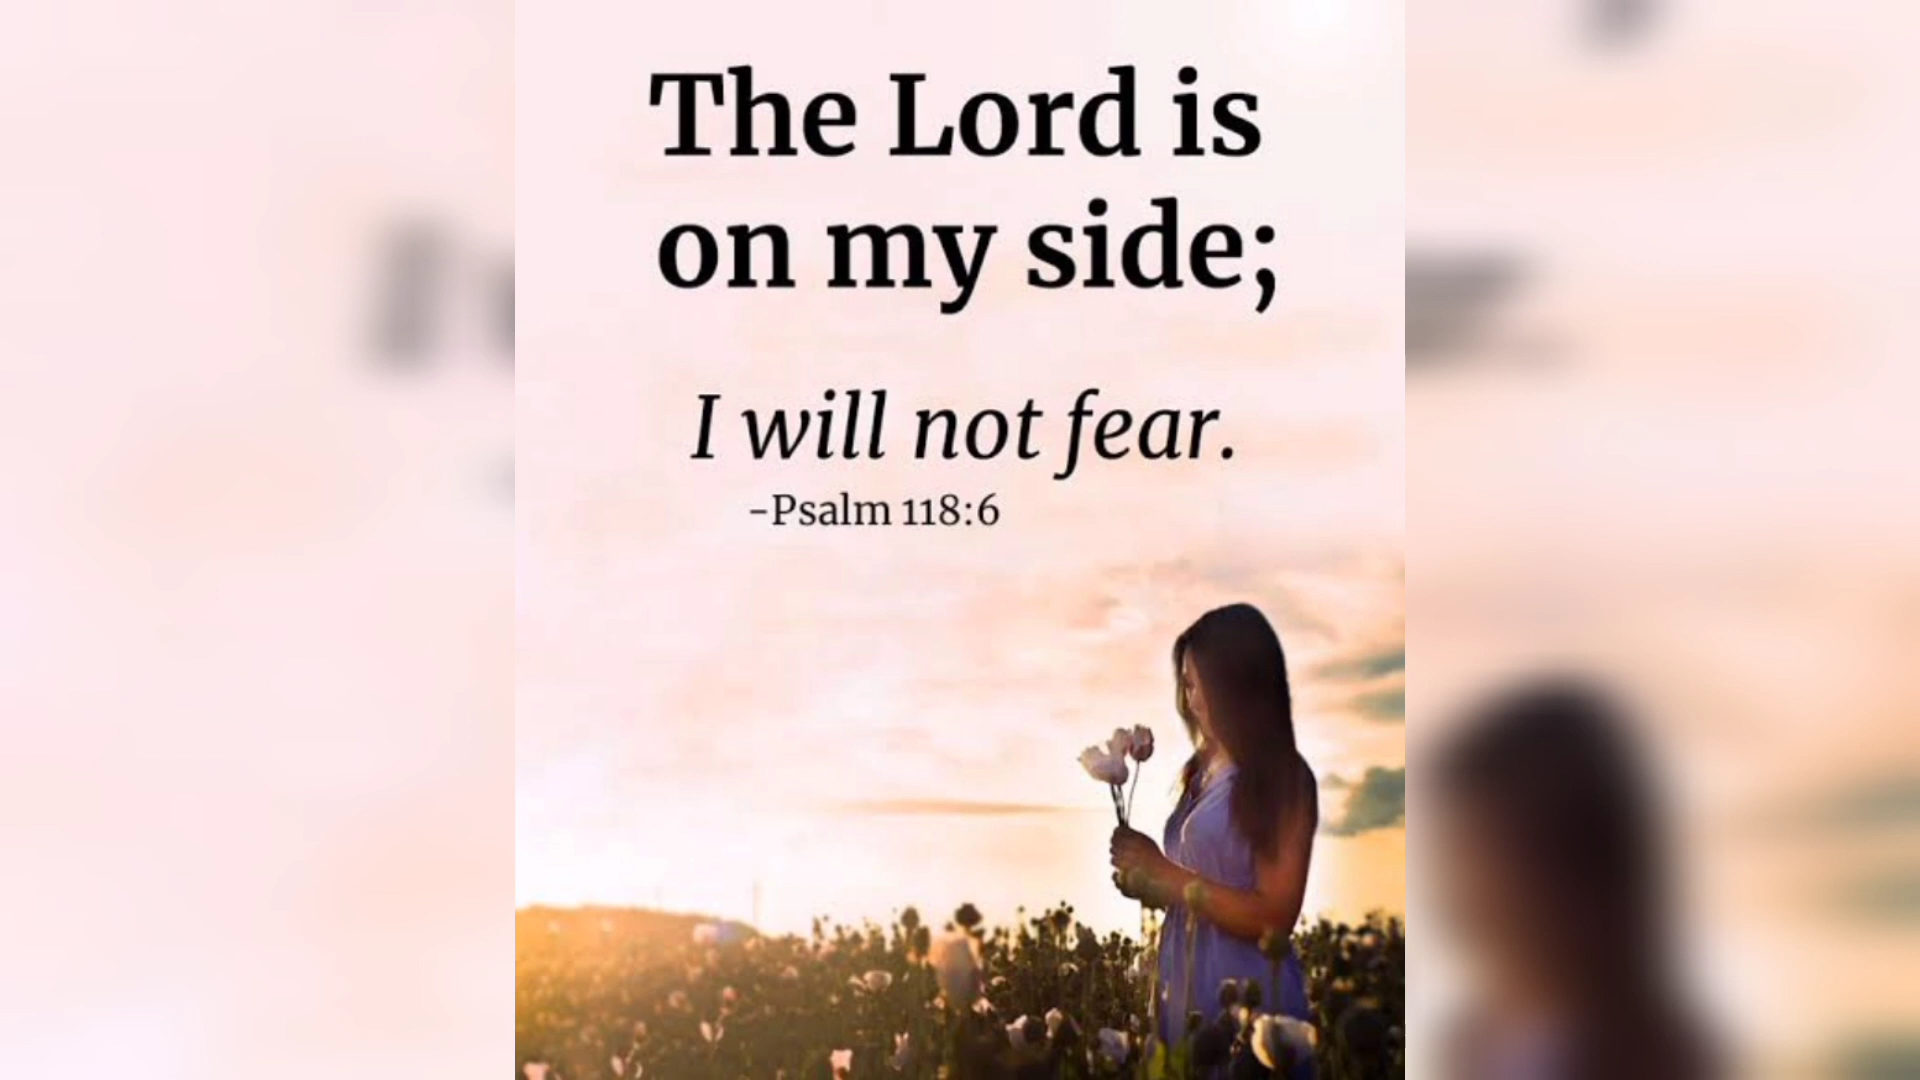 The Lord is
on my side;
I will not fear.
-Psalm 118:6